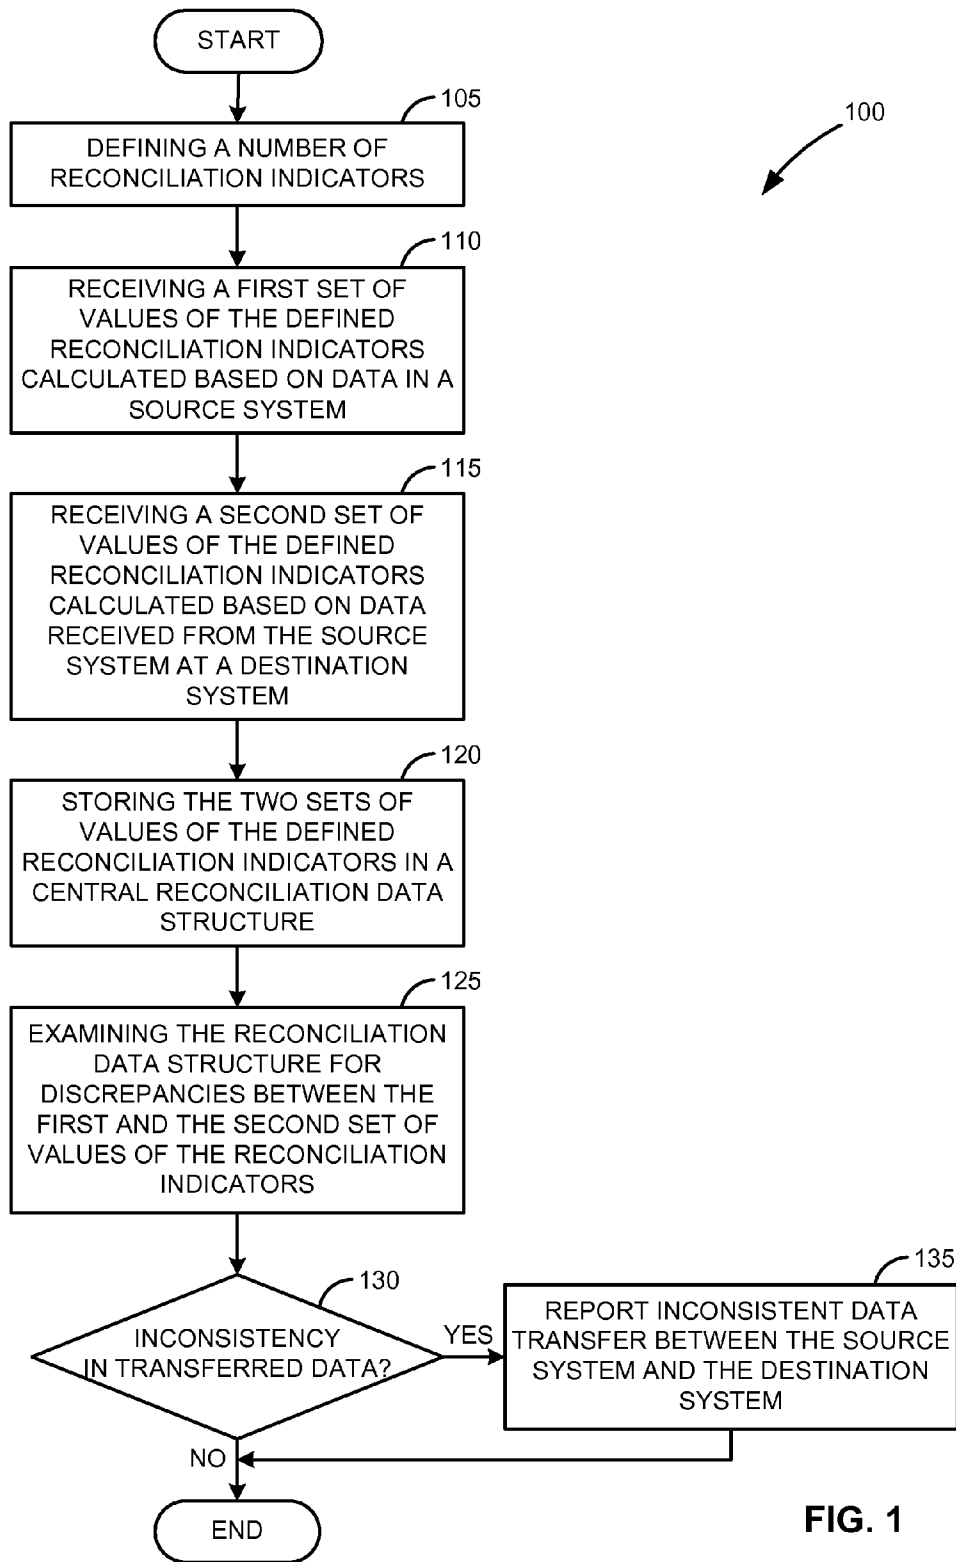 START
105
100
DEFINING A NUMBER OF
RECONCILIATION INDICATORS
110
RECEIVING A FIRST SET OF
VALUES OF THE DEFINED
RECONCILIATION INDICATORS
CALCULATED BASED ON DATA IN A
SOURCE SYSTEM
115
RECEIVING A SECOND SET OF
VALUES OF THE DEFINED
RECONCILIATION INDICATORS
CALCULATED BASED ON DATA
RECEIVED FROM THE SOURCE
SYSTEM AT A DESTINATION
SYSTEM
120
STORING THE TWO SETS OF
VALUES OF THE DEFINED
RECONCILIATION INDICATORS IN A
CENTRAL RECONCILIATION DATA
STRUCTURE
125
EXAMINING THE RECONCILIATION
DATA STRUCTURE FOR
DISCREPANCIES BETWEEN THE
FIRST AND THE SECOND SET OF
VALUES OF THE RECONCILIATION
INDICATORS
130
INCONSISTENCY
IN TRANSFERRED DATA?
YES
135
REPORT INCONSISTENT DATA
TRANSFER BETWEEN THE SOURCE
SYSTEM AND THE DESTINATION
SYSTEM
NO
END
FIG. 1